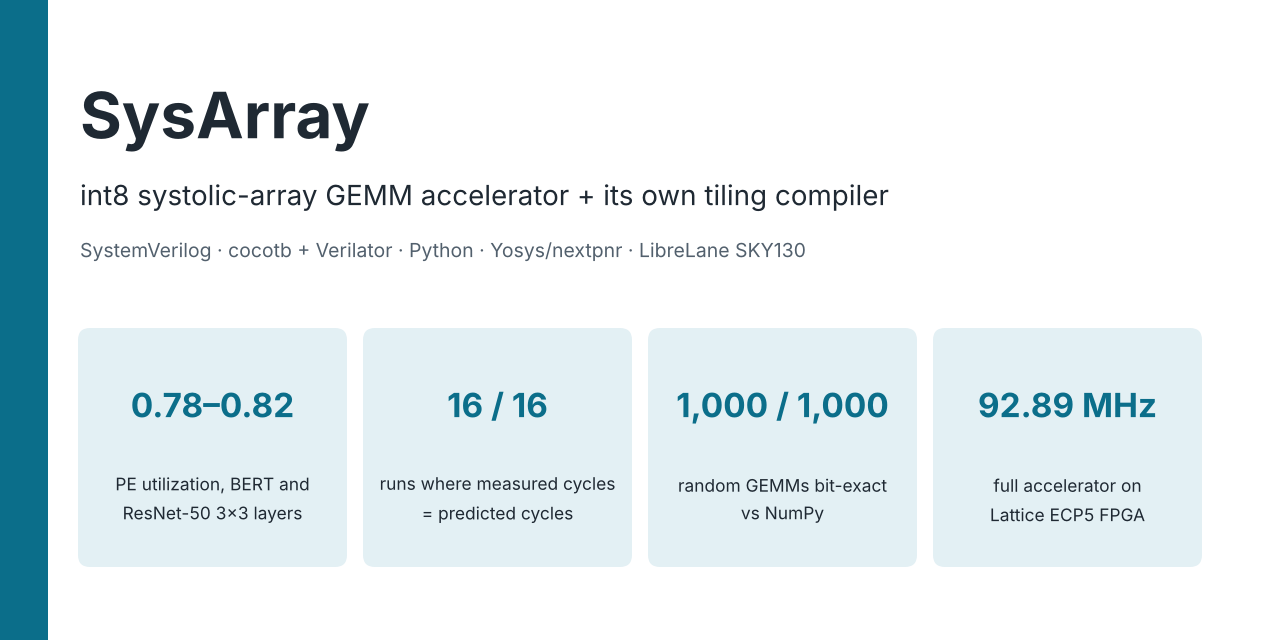 SysArray
int8 systolic-array GEMM accelerator + its own tiling compiler
SystemVerilog · cocotb + Verilator · Python · Yosys/nextpnr · LibreLane SKY130
0.78–0.82
PE utilization, BERT and
ResNet-50 3×3 layers
16 / 16
runs where measured cycles
= predicted cycles
1,000 / 1,000
random GEMMs bit-exact
vs NumPy
92.89 MHz
full accelerator on
Lattice ECP5 FPGA